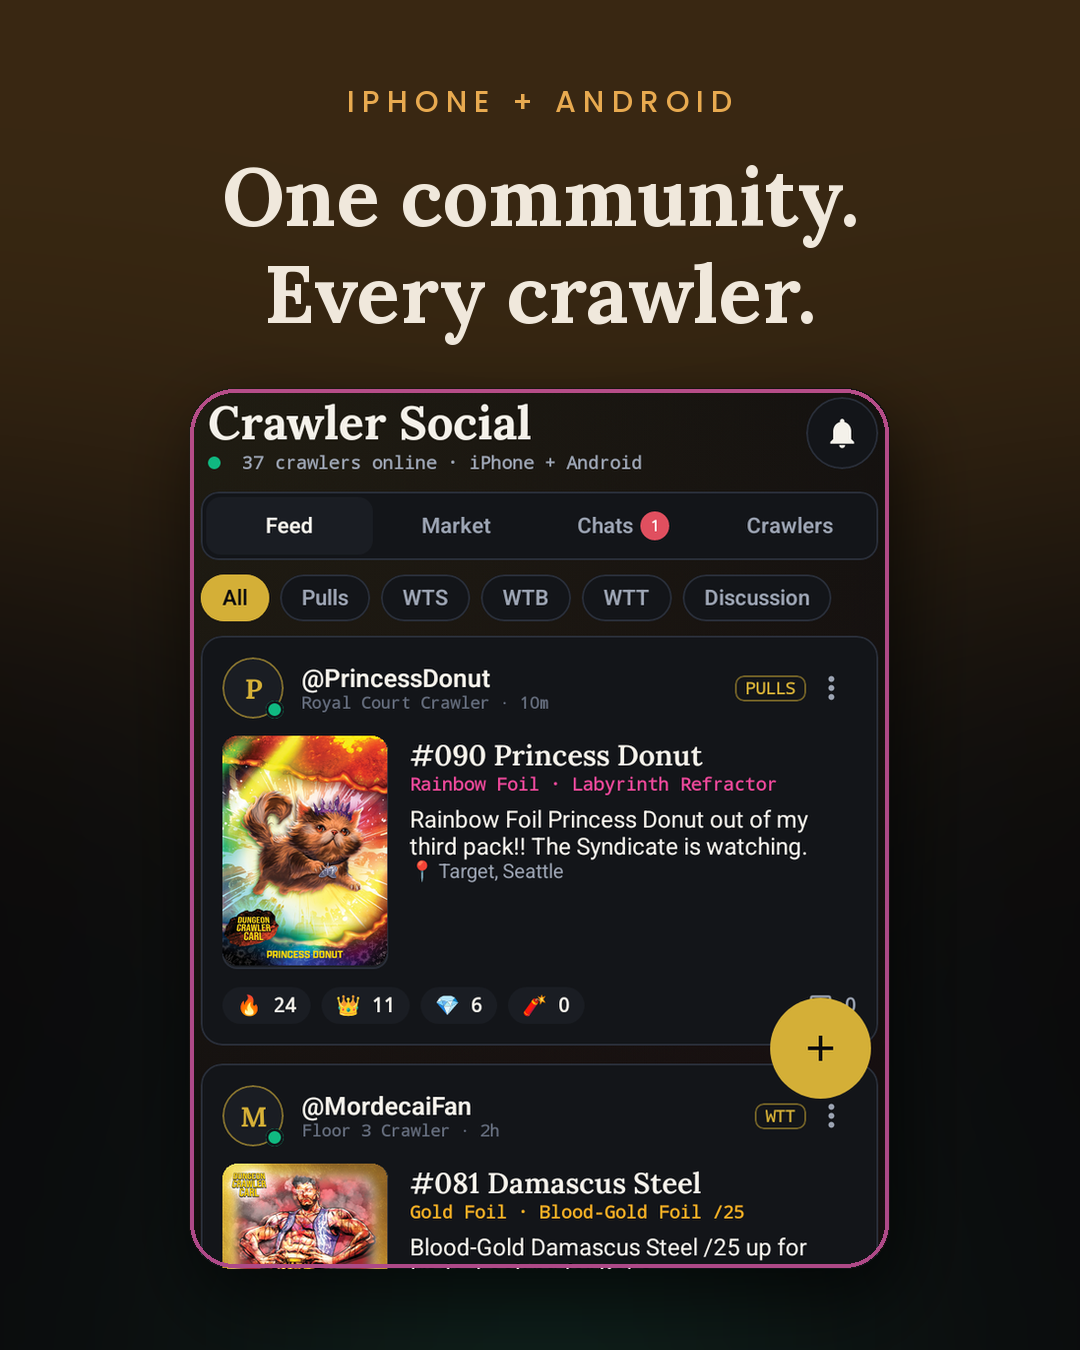 IPHONE + ANDROID
One community.
Every crawler.
Crawler Social
37 crawlers online · iPhone + Android
Feed Market Chats 1 Crawlers
All Pulls WTS WTB WTT Discussion
P @PrincessDonut PULLS
Royal Court Crawler · 10m
#090 Princess Donut
Rainbow Foil · Labyrinth Refractor
Rainbow Foil Princess Donut out of my
third pack!! The Syndicate is watching.
📍 Target, Seattle
DUNGEON
CRAWLER
CARL
PRINCESS DONUT
🔥 24 👑 11 💎 6 🧨 0 0
+
M @MordecaiFan WTT
Floor 3 Crawler · 2h
DUNGEON
CRAWLER
CARL
#081 Damascus Steel
Gold Foil · Blood-Gold Foil /25
Blood-Gold Damascus Steel /25 up for